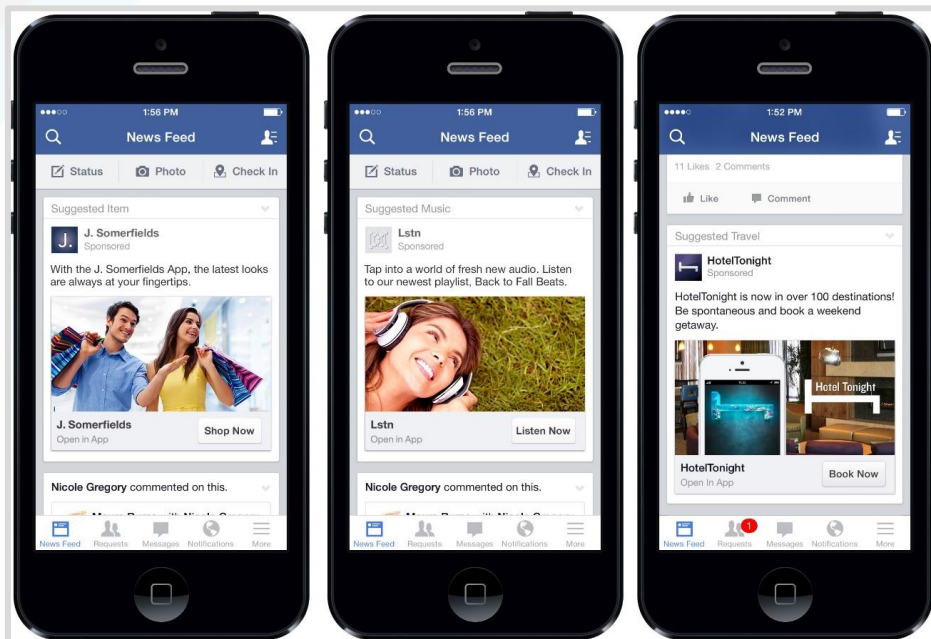 1:56 PM
News Feed
Status Photo Check In
Suggested Item
J.
J. Somerfields
Sponsored
With the J. Somerfields App, the latest looks
are always at your fingertips.
J. Somerfields
Open in App
Shop Now
Nicole Gregory commented on this.
News Feed Requests Messages Notifications More
1:56 PM
News Feed
Status Photo Check In
Suggested Music
Lstn
Sponsored
Tap into a world of fresh new audio. Listen
to our newest playlist, Back to Fall Beats.
Lstn
Open in App
Listen Now
Nicole Gregory commented on this.
News Feed Requests Messages Notifications More
1:52 PM
News Feed
11 Likes 2 Comments
Like Comment
Suggested Travel
HotelTonight
Sponsored
HotelTonight is now in over 100 destinations!
Be spontaneous and book a weekend
getaway.
Hotel Tonight
HotelTonight
Open In App
Book Now
1
News Feed Requests Messages Notifications More